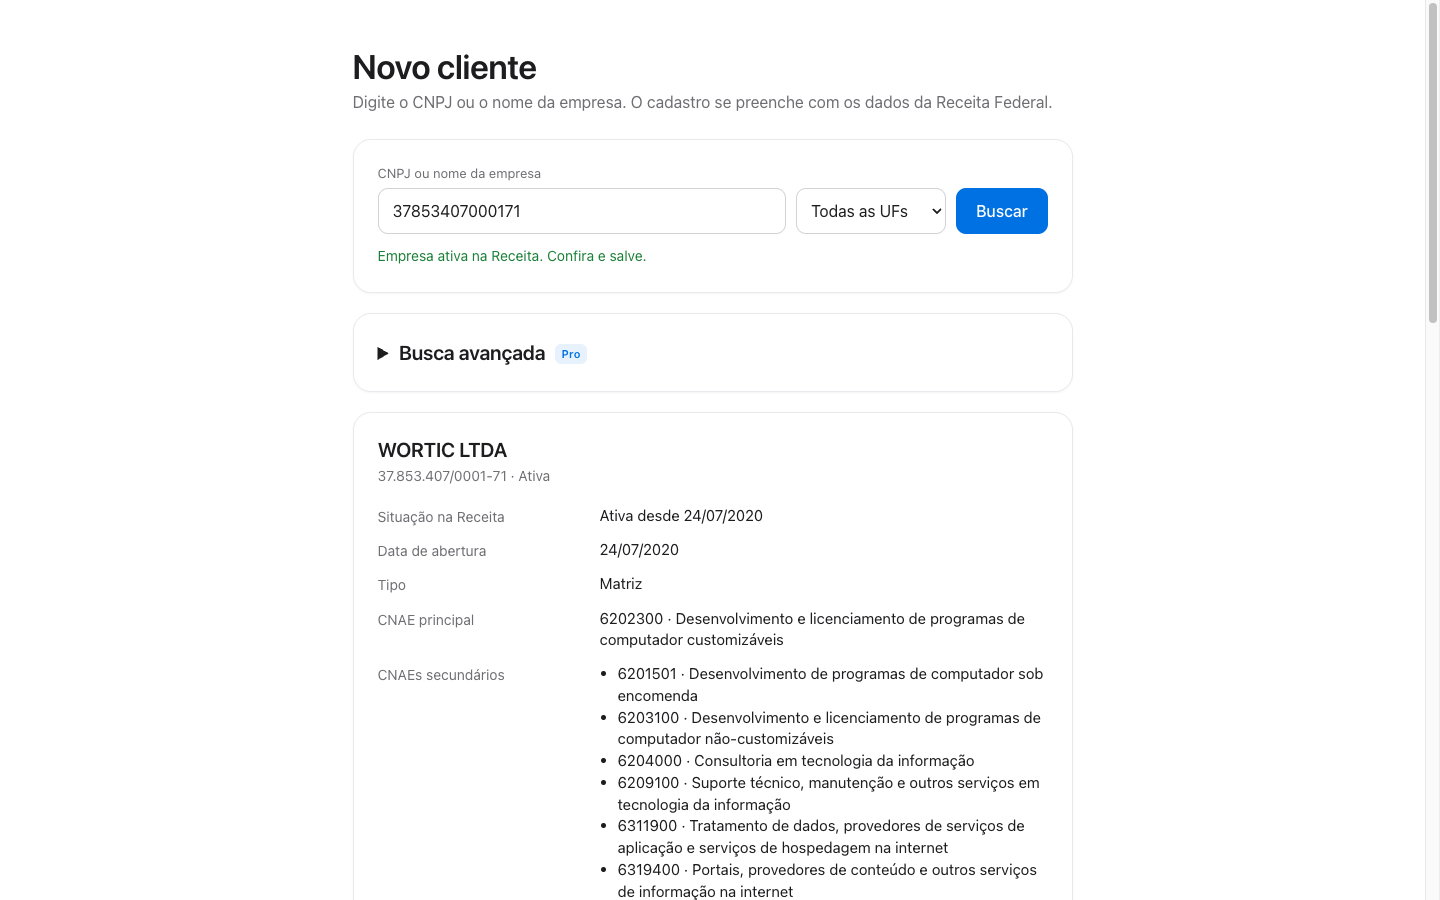 Novo cliente
Digite o CNPJ ou o nome da empresa. O cadastro se preenche com os dados da Receita Federal.
CNPJ ou nome da empresa
37853407000171
Todas as UFs
Buscar
Empresa ativa na Receita. Confira e salve.
Busca avançada Pro
WORTIC LTDA
37.853.407/0001-71 · Ativa
Situação na Receita
Ativa desde 24/07/2020
Data de abertura
24/07/2020
Tipo
Matriz
CNAE principal
6202300 · Desenvolvimento e licenciamento de programas de
computador customizáveis
CNAEs secundários
6201501 · Desenvolvimento de programas de computador sob
encomenda
6203100 · Desenvolvimento e licenciamento de programas de
computador não-customizáveis
6204000 · Consultoria em tecnologia da informação
6209100 · Suporte técnico, manutenção e outros serviços em
tecnologia da informação
6311900 · Tratamento de dados, provedores de serviços de
aplicação e serviços de hospedagem na internet
6319400 · Portais, provedores de conteúdo e outros serviços
de informação na internet